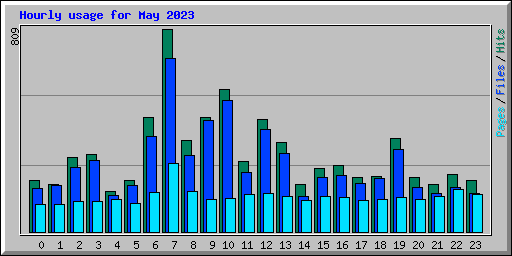 Hourly usage for May 2023
809
Pages / Files / Hits
0 1 2 3 4 5 6 7 8 9 10 11 12 13 14 15 16 17 18 19 20 21 22 23